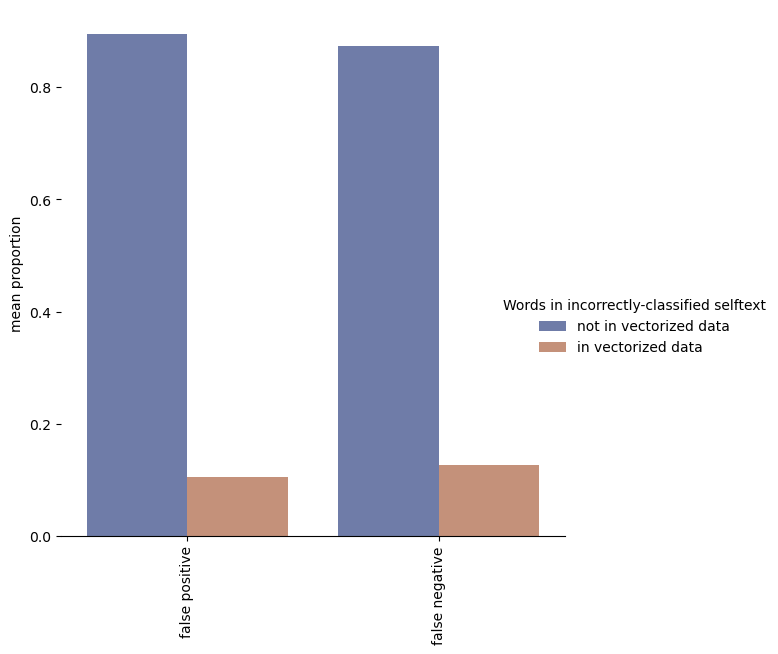 mean proportion
0.8
0.6
0.4
0.2
0.0
false positive
false negative
Words in incorrectly-classified selftext
not in vectorized data
in vectorized data